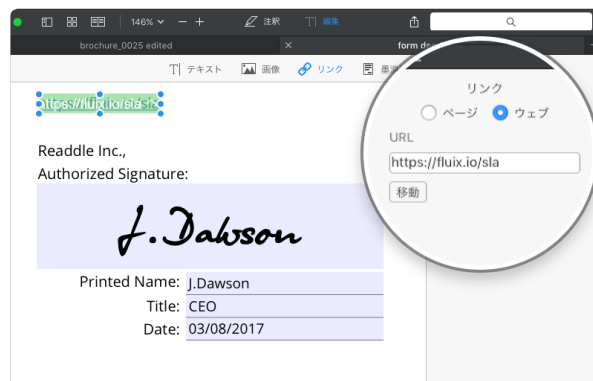 146%
注釈
編集
brochure_0025 edited
form
テキスト
画像
リンク
https://fluix.io/sla
Readdle Inc.,
Authorized Signature:
J. Dawson
Printed Name: J.Dawson
Title: CEO
Date: 03/08/2017
リンク
ページ
ウェブ
URL
https://fluix.io/sla
移動